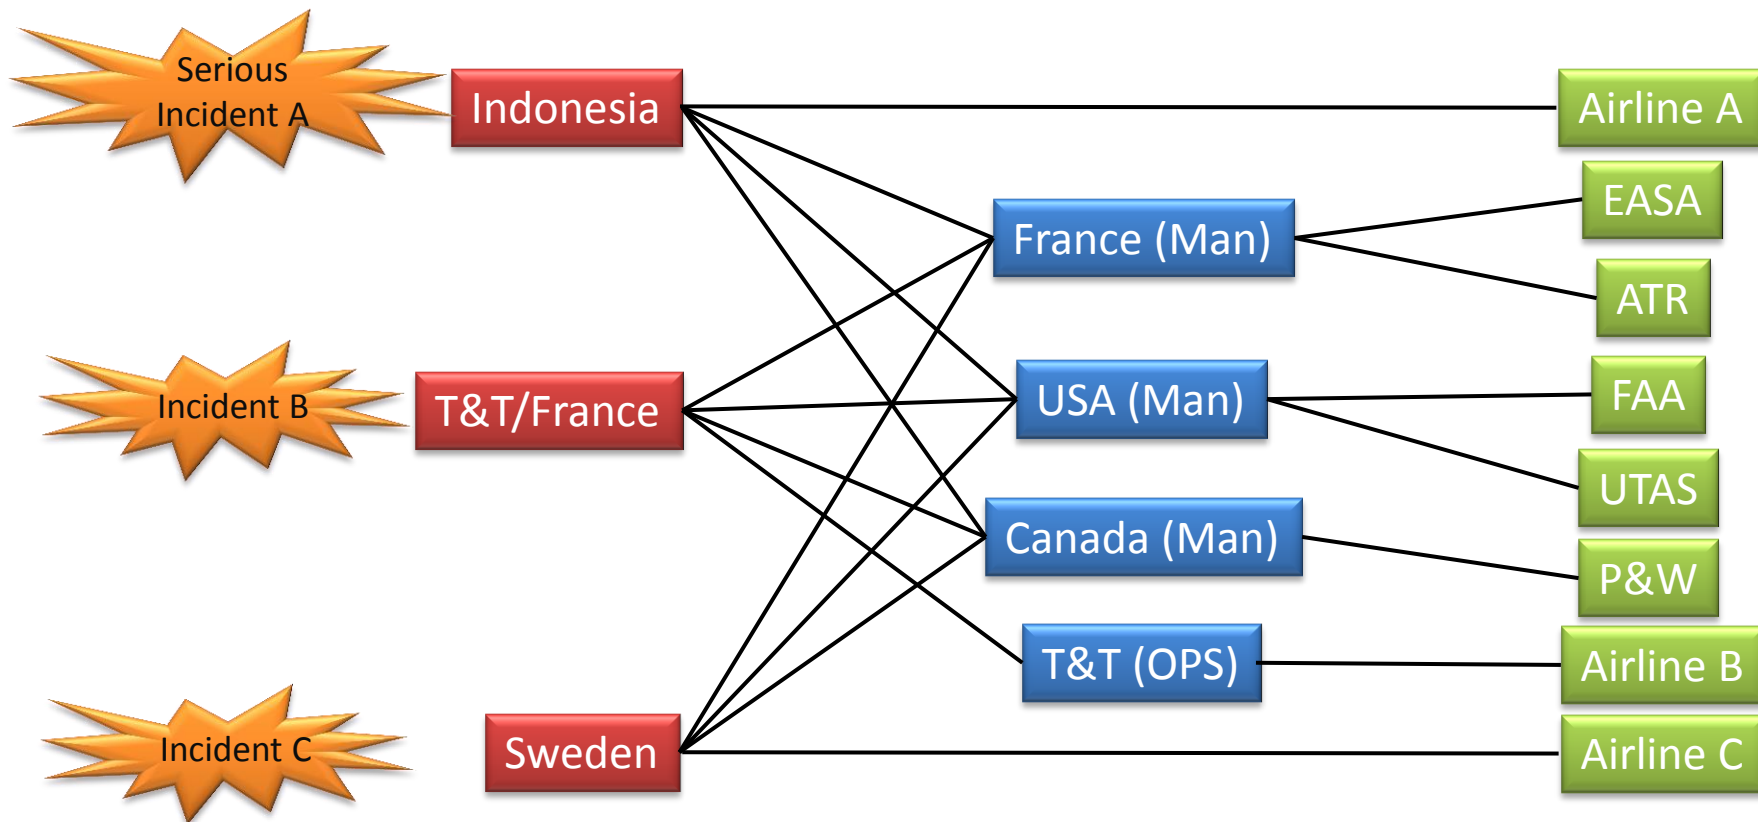 Serious
Incident A
Indonesia
Airline A
EASA
France (Man)
ATR
Incident B
T&T/France
USA (Man)
FAA
UTAS
Canada (Man)
P&W
T&T (OPS)
Airline B
Incident C
Sweden
Airline C